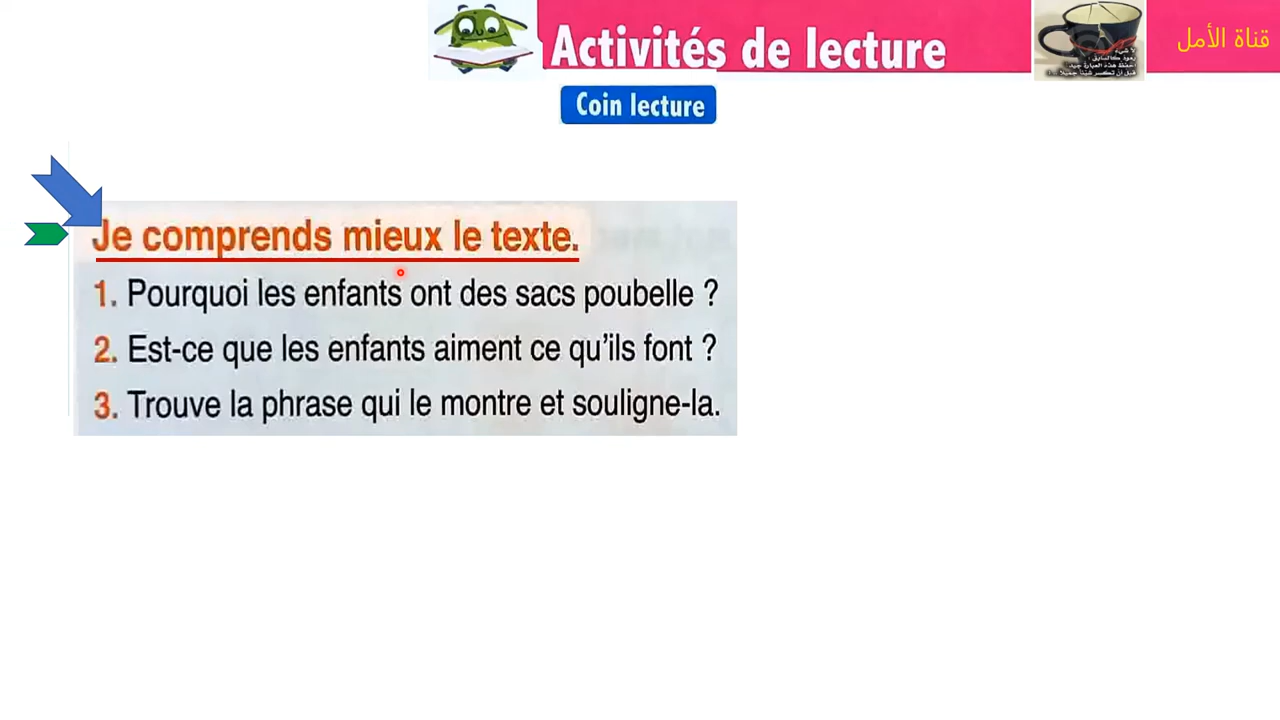 Activités de lecture
قناة الأمل
Coin lecture
Je comprends mieux le texte.
1. Pourquoi les enfants ont des sacs poubelle ?
2. Est-ce que les enfants aiment ce qu'ils font ?
3. Trouve la phrase qui le montre et souligne-la.